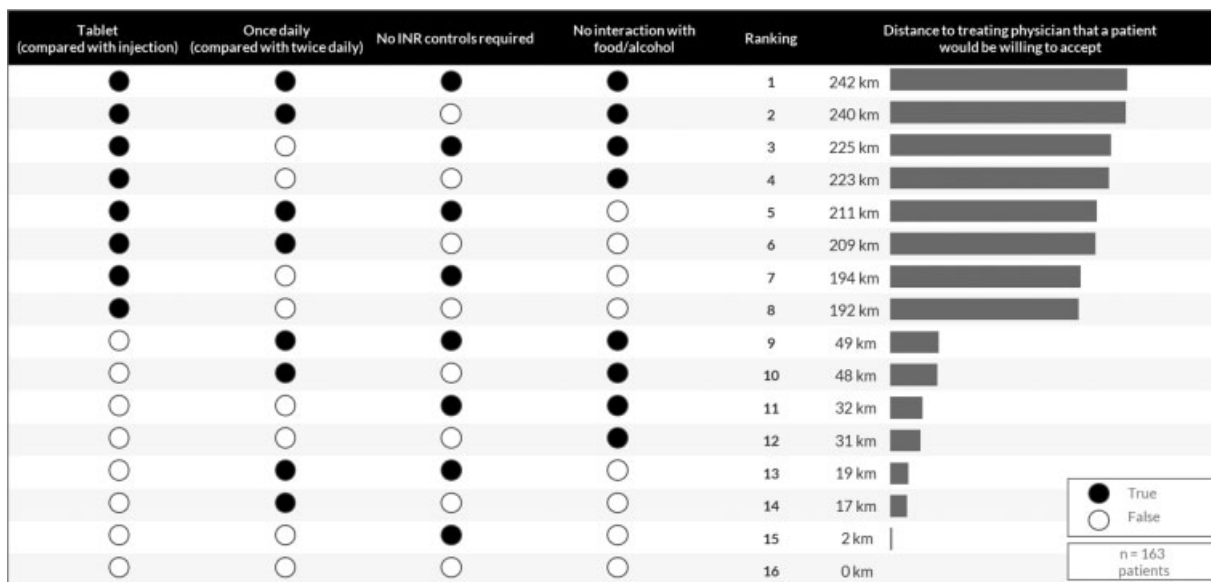 Tablet
(compared with injection)
Once daily
(compared with twice daily)
No INR controls required
No interaction with
food/alcohol
Ranking
Distance to treating physician that a patient
would be willing to accept
1 242 km
2 240 km
3 225 km
4 223 km
5 211 km
6 209 km
7 194 km
8 192 km
9 49 km
10 48 km
11 32 km
12 31 km
13 19 km
14 17 km
15 2 km
16 0 km
True
False
n = 163
patients